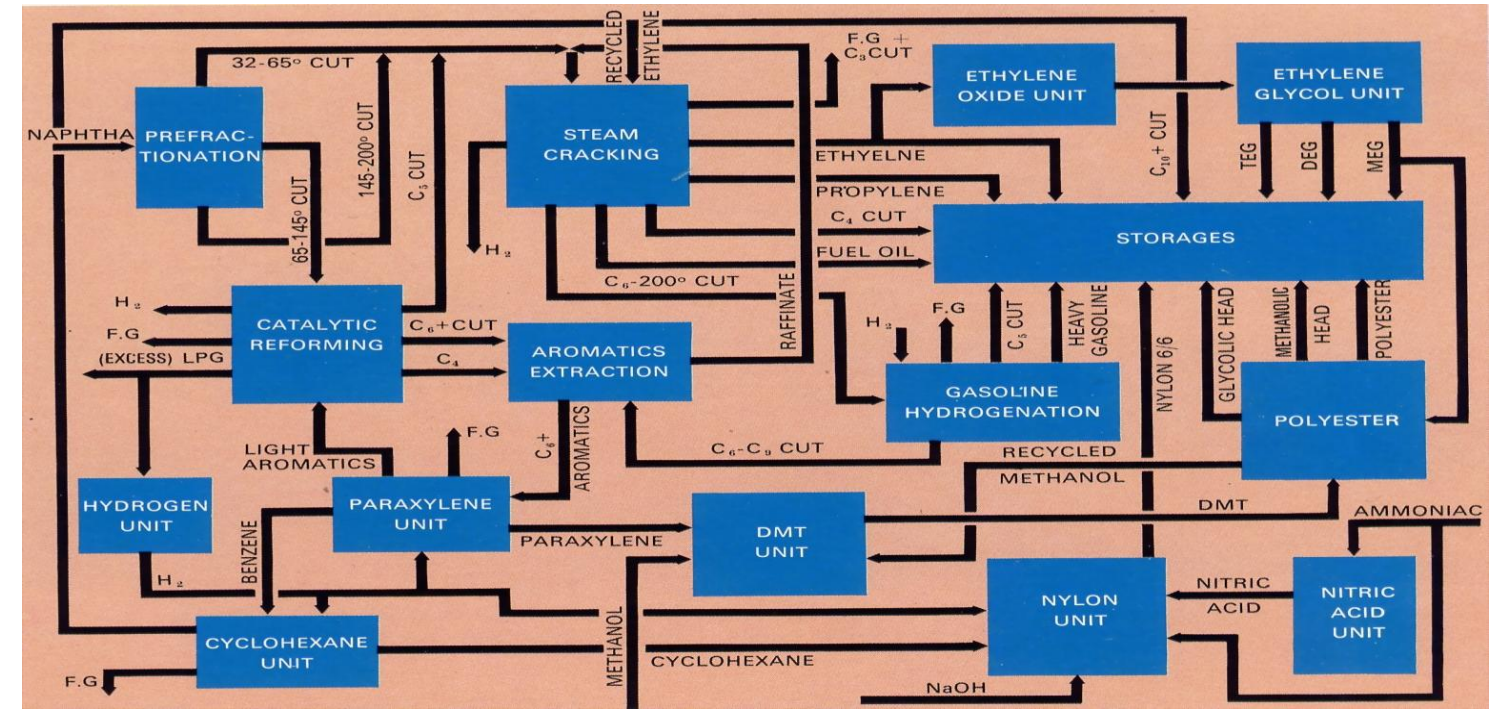 RECYCLED
ETHYLENE
F.G +
C₃CUT
32-65° CUT
ETHYLENE
OXIDE UNIT
ETHYLENE
GLYCOL UNIT
NAPHTHA
PREFRAC-
TIONATION
STEAM
CRACKING
145-200° CUT
C₅ CUT
65-145° CUT
ETHYELNE
PROPYLENE
C₁₀+ CUT
TEG
DEG
MEG
C₄ CUT
STORAGES
H₂
FUEL OIL
C₆-200° CUT
RAFFINATE
H₂
F.G
(EXCESS) LPG
CATALYTIC
REFORMING
C₆+CUT
C₄
AROMATICS
EXTRACTION
H₂
F.G
C₅ CUT
HEAVY
GASOLINE
NYLON 6/6
GLYCOLIC HEAD
METHANOLIC
HEAD
POLYESTER
GASOLINE
HYDROGENATION
POLYESTER
LIGHT
AROMATICS
F.G
C₆+
AROMATICS
C₆-C₉ CUT
RECYCLED
METHANOL
HYDROGEN
UNIT
PARAXYLENE
UNIT
PARAXYLENE
DMT
UNIT
DMT
AMMONIAC
H₂
BENZENE
CYCLOHEXANE
UNIT
METHANOL
CYCLOHEXANE
NYLON
UNIT
NITRIC
ACID
NITRIC
ACID
UNIT
F.G
NaOH